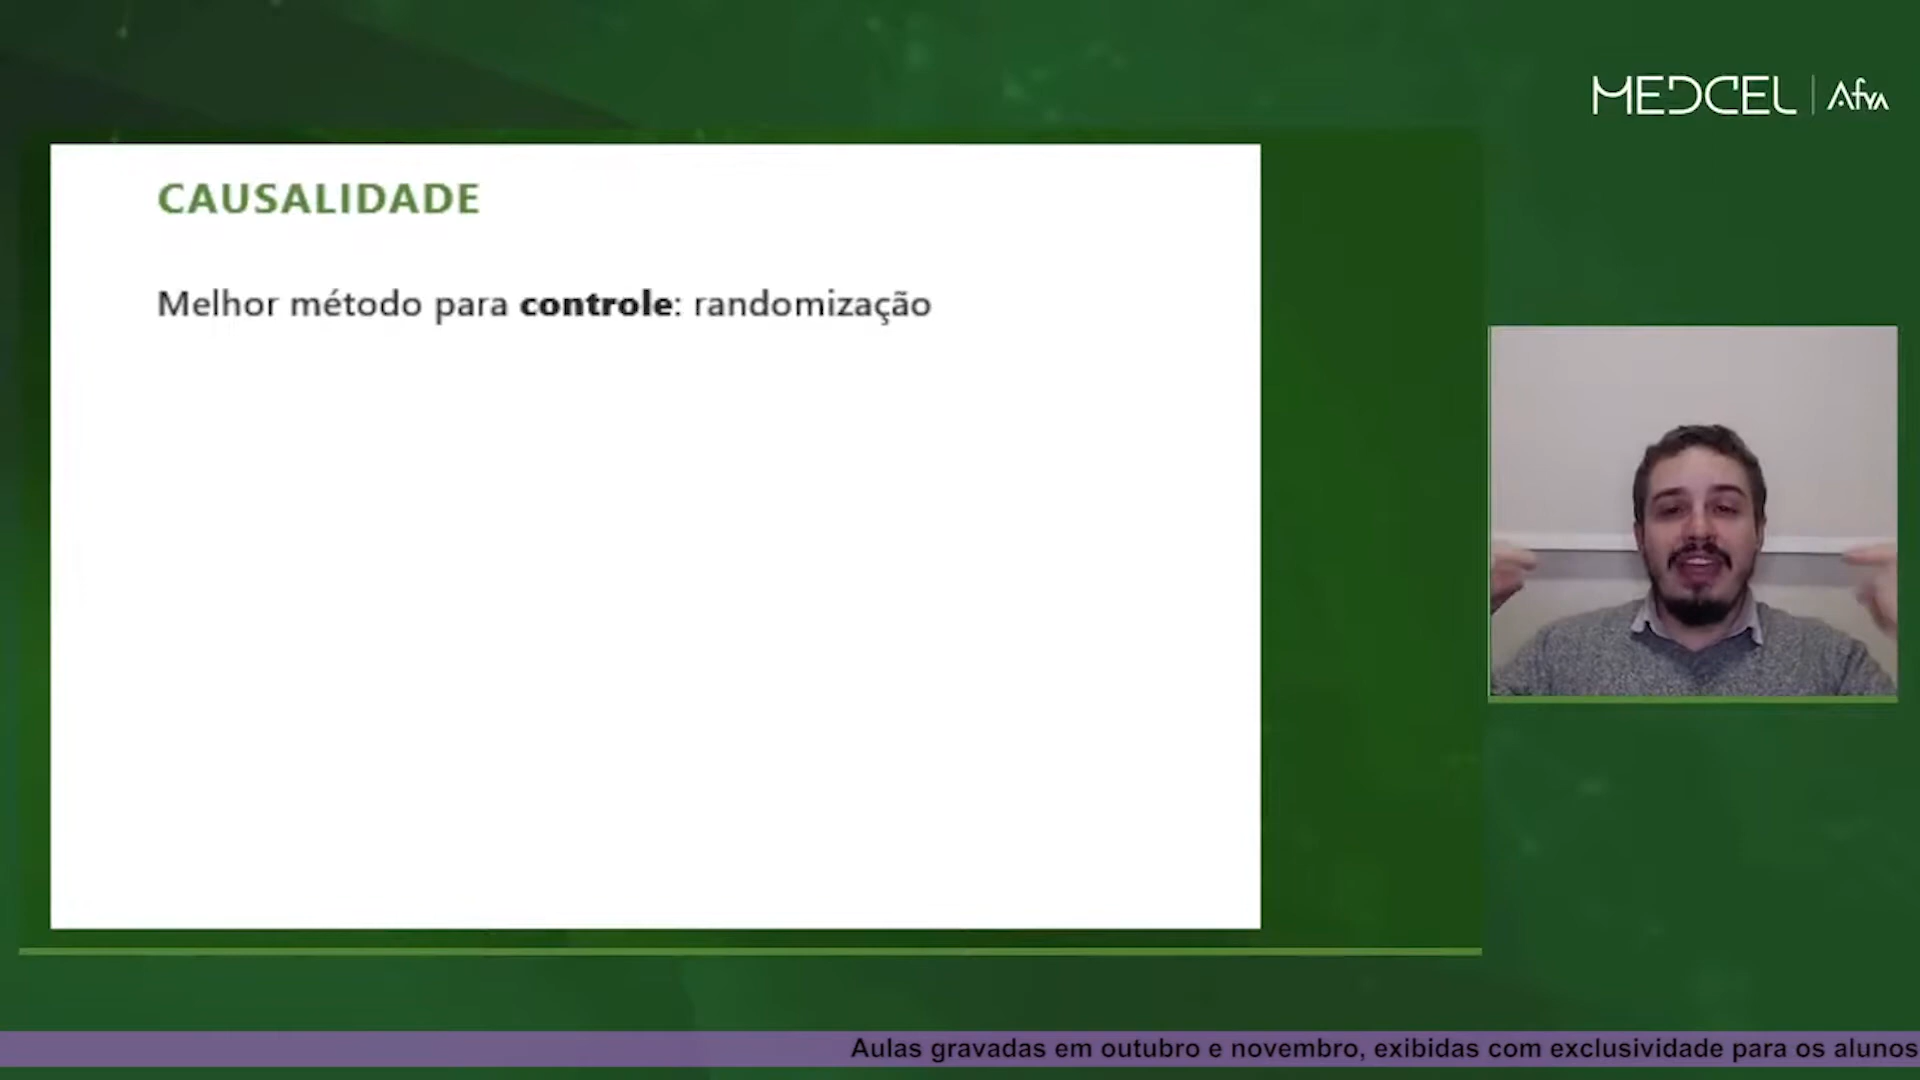 MEDCEL | Afya
CAUSALIDADE
Melhor método para controle: randomização
Aulas gravadas em outubro e novembro, exibidas com exclusividade para os alunos